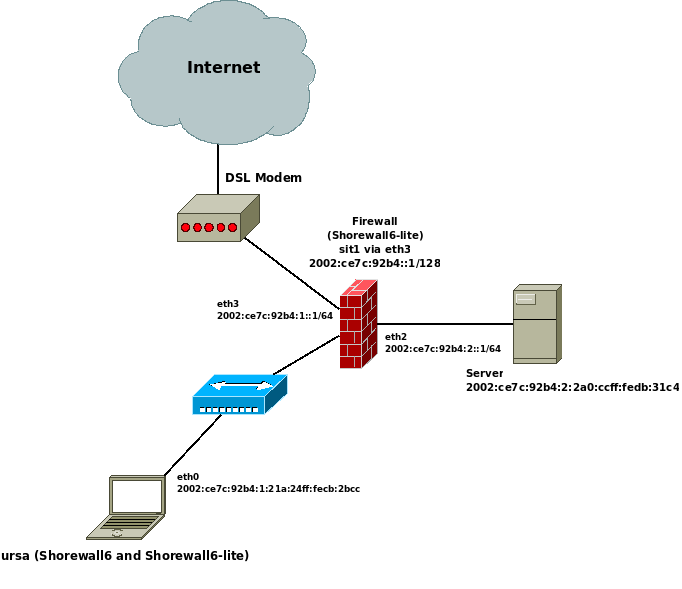 Internet
DSL Modem
Firewall
(Shorewall6-lite)
sit1 via eth3
2002:ce7c:92b4::1/128
eth3
2002:ce7c:92b4:1::1/64
eth2
2002:ce7c:92b4:2::1/64
Server
2002:ce7c:92b4:2:2a0:ccff:fedb:31c4
eth0
2002:ce7c:92b4:1:21a:24ff:fecb:2bcc
ursa (Shorewall6 and Shorewall6-lite)